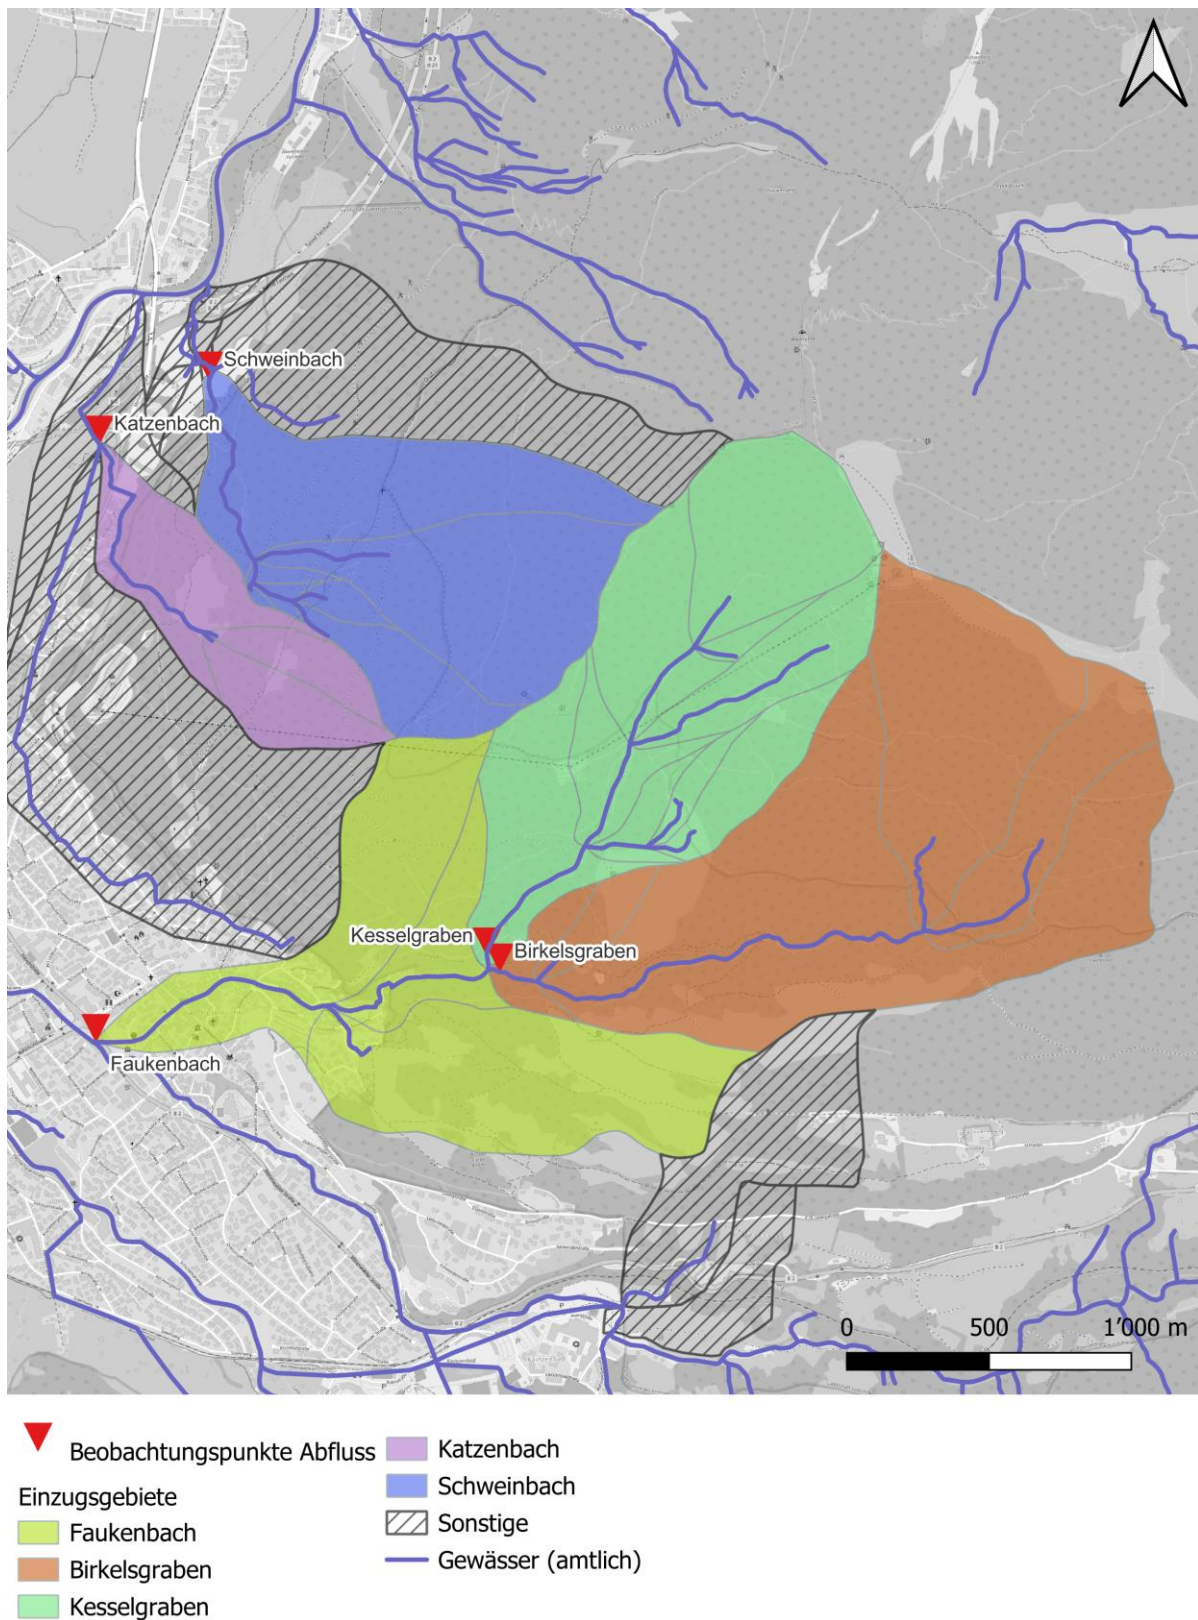 Schweinbach
Katzenbach
Kesselgraben
Birkelsgraben
Faukenbach
0 500 1'000 m
Beobachtungspunkte Abfluss
Einzugsgebiete
Faukenbach
Birkelsgraben
Kesselgraben
Katzenbach
Schweinbach
Sonstige
Gewässer (amtlich)